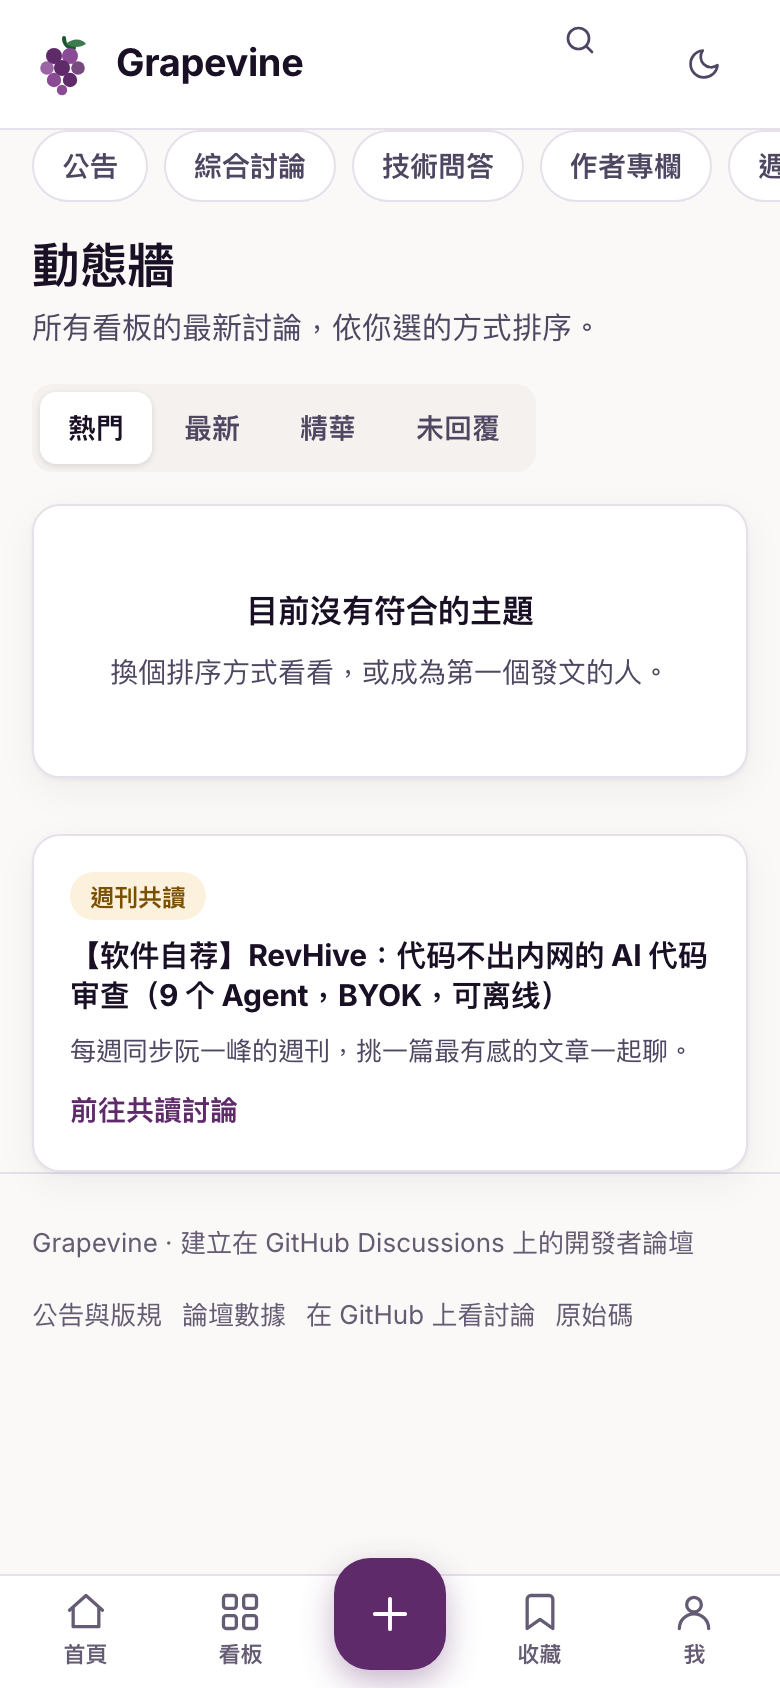 Grapevine
公告 綜合討論 技術問答 作者專欄 週
動態牆
所有看板的最新討論，依你選的方式排序。
熱門 最新 精華 未回覆
目前沒有符合的主題
換個排序方式看看，或成為第一個發文的人。
週刊共讀
【软件自荐】RevHive：代码不出内网的 AI 代码
审查（9 个 Agent，BYOK，可离线）
每週同步阮一峰的週刊，挑一篇最有感的文章一起聊。
前往共讀討論
Grapevine · 建立在 GitHub Discussions 上的開發者論壇
公告與版規 論壇數據 在 GitHub 上看討論 原始碼
首頁 看板 收藏 我